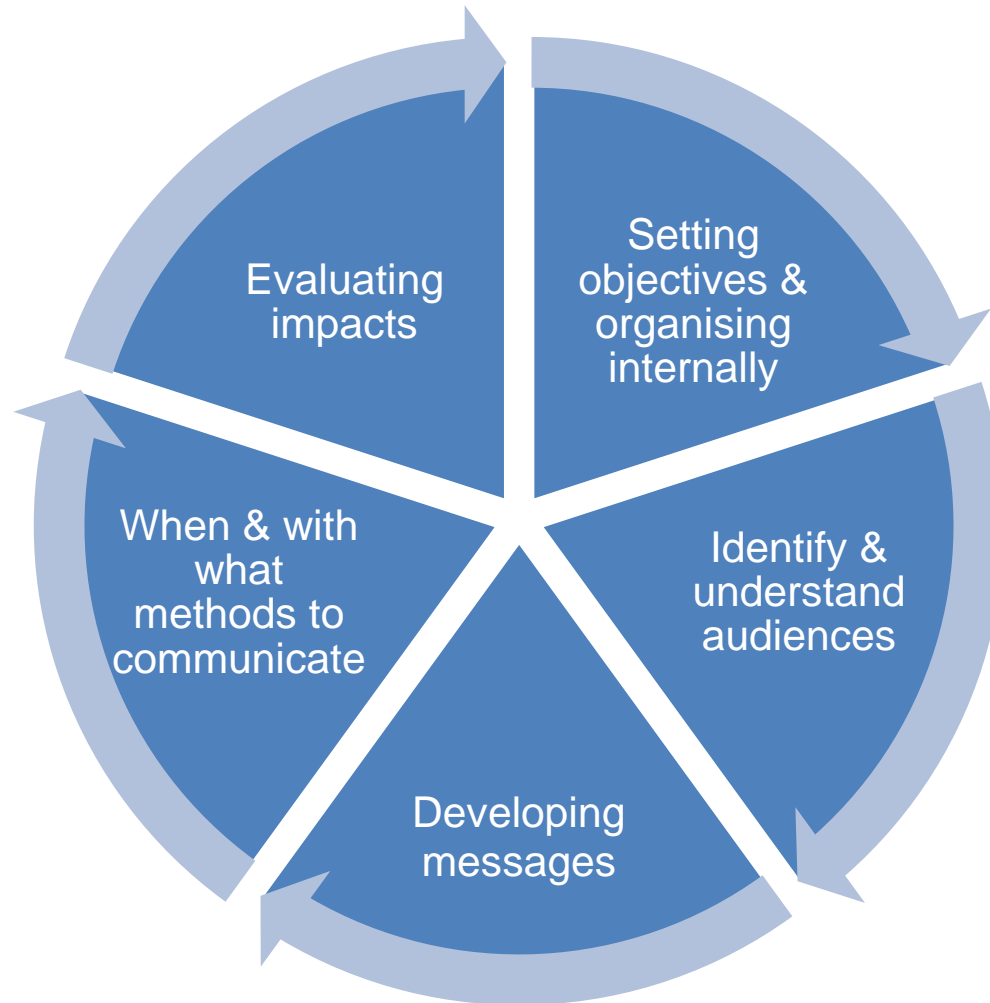 Setting
objectives &
organising
internally
Identify &
understand
audiences
Developing
messages
When & with
what
methods to
communicate
Evaluating
impacts